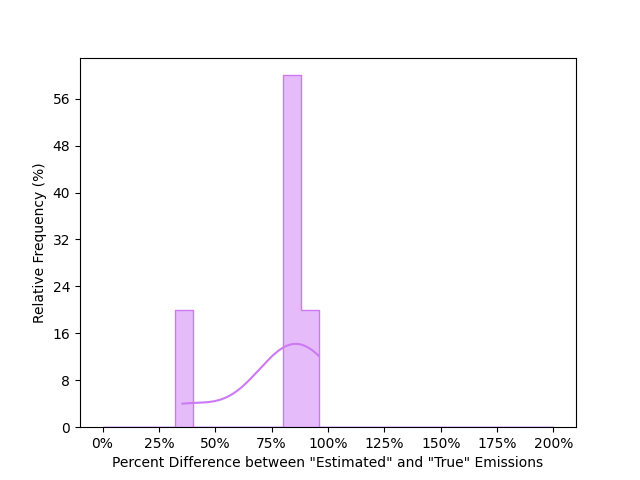 56
48
40
32
24
16
8
0
Relative Frequency (%)
0% 25% 50% 75% 100% 125% 150% 175% 200%
Percent Difference between "Estimated" and "True" Emissions